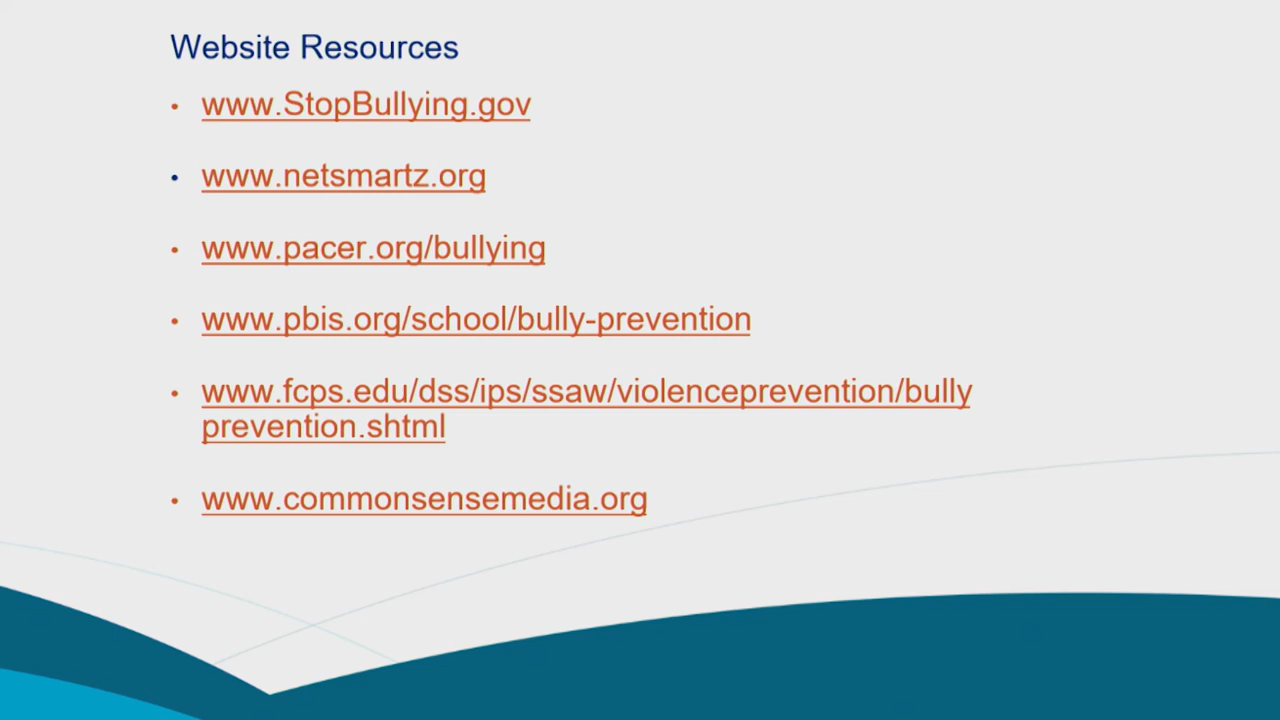 Website Resources
• www.StopBullying.gov
• www.netsmartz.org
• www.pacer.org/bullying
• www.pbis.org/school/bully-prevention
• www.fcps.edu/dss/ips/ssaw/violenceprevention/bully
prevention.shtml
• www.commonsensemedia.org